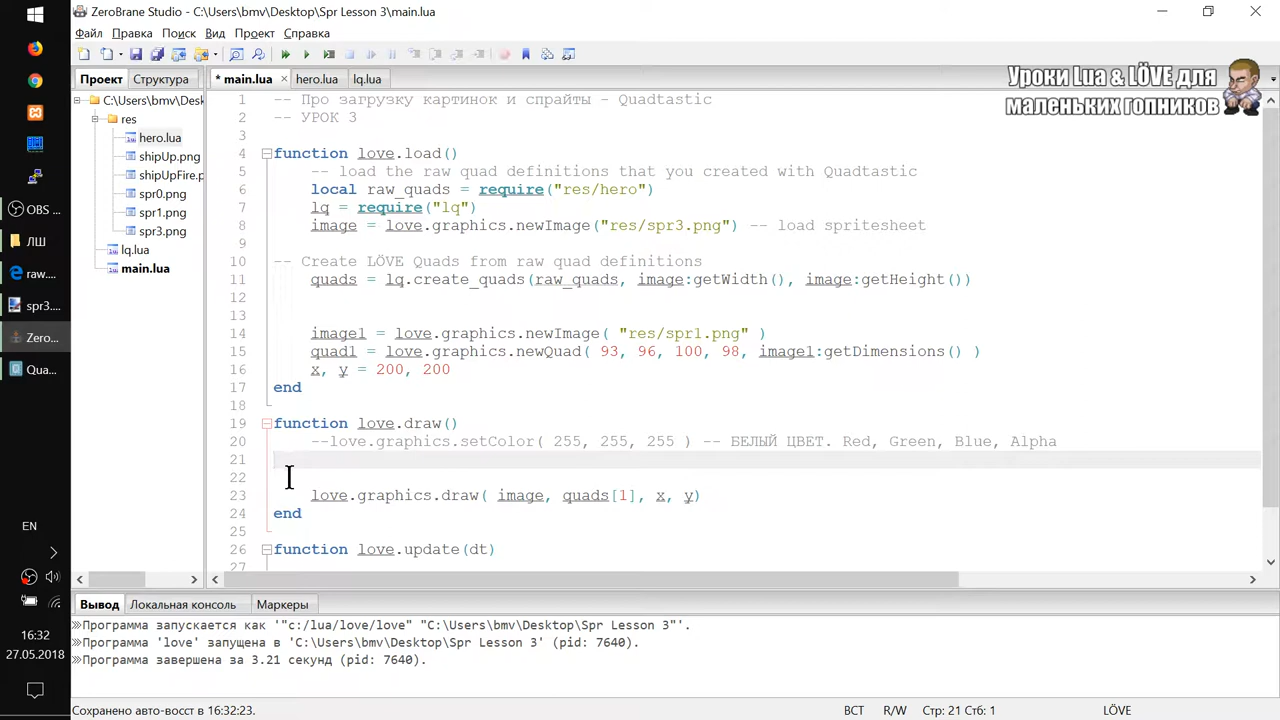 ZeroBrane Studio - C:\Users\bmv\Desktop\Spr Lesson 3\main.lua
Файл Правка Поиск Вид Проект Справка
Проект Структура
* main.lua hero.lua lq.lua
Уроки Lua & LÖVE для
маленьких гопников
C:\Users\bmv\Desk
res
hero.lua
shipUp.png
shipUpFire.p
spr0.png
spr1.png
spr3.png
lq.lua
main.lua
1 -- Про загрузку картинок и спрайты - Quadtastic
2 -- УРОК 3
3
4 function love.load()
5 -- load the raw quad definitions that you created with Quadtastic
6 local raw_quads = require("res/hero")
7 lq = require("lq")
8 image = love.graphics.newImage("res/spr3.png") -- load spritesheet
9
10 -- Create LÖVE Quads from raw quad definitions
11 quads = lq.create_quads(raw_quads, image:getWidth(), image:getHeight())
12
13
14 image1 = love.graphics.newImage( "res/spr1.png" )
15 quad1 = love.graphics.newQuad( 93, 96, 100, 98, image1:getDimensions() )
16 x, y = 200, 200
17 end
18
19 function love.draw()
20 --love.graphics.setColor( 255, 255, 255 ) -- БЕЛЫЙ ЦВЕТ. Red, Green, Blue, Alpha
21
22
23 love.graphics.draw( image, quads[1], x, y)
24 end
25
26 function love.update(dt)
27
OBS ...
ЛШ
raw....
spr3....
Zero...
Qua...
EN
16:32
27.05.2018
Вывод Локальная консоль Маркеры
Программа запускается как '"c:/lua/love/love" "C:\Users\bmv\Desktop\Spr Lesson 3"'.
Программа 'love' запущена в 'C:\Users\bmv\Desktop\Spr Lesson 3' (pid: 7640).
Программа завершена за 3.21 секунд (pid: 7640).
Сохранено авто-восст в 16:32:23. ВСТ R/W Стр: 21 Стб: 1 LÖVE